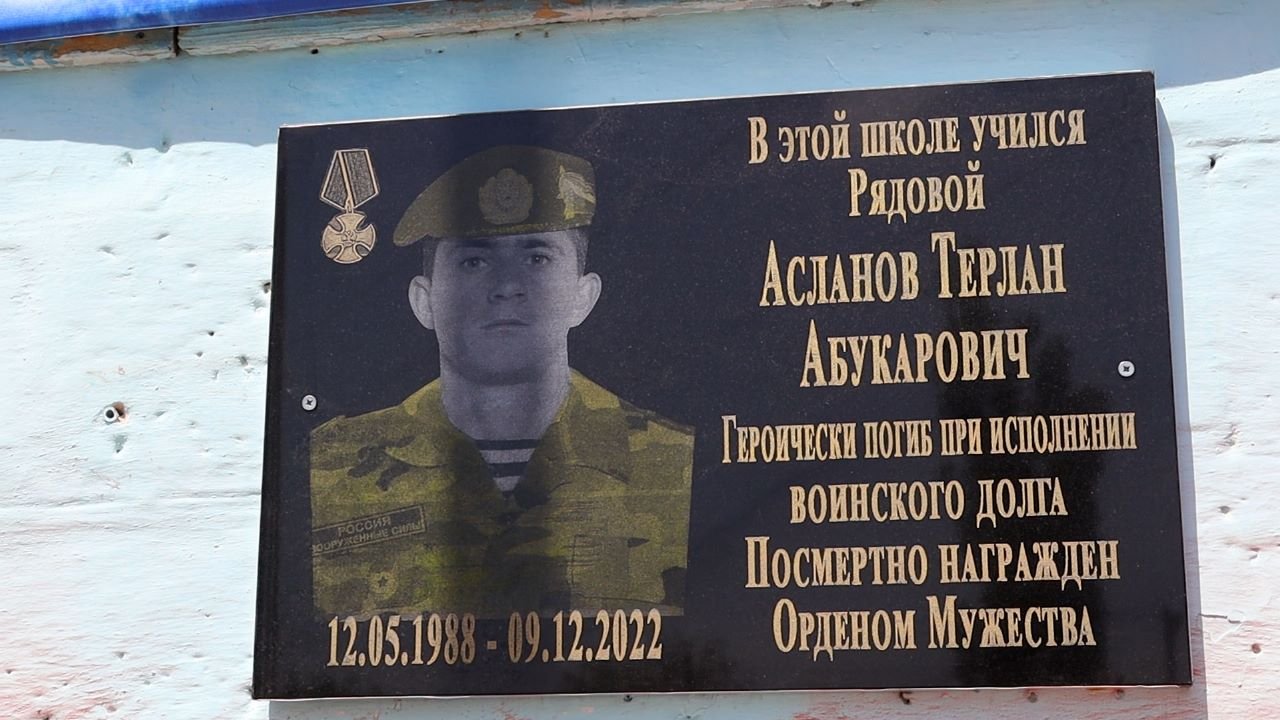 В ЭТОЙ ШКОЛЕ УЧИЛСЯ
РЯДОВОЙ
АСЛАНОВ ТЕРЛАН
АБУКАРОВИЧ
ГЕРОИЧЕСКИ ПОГИБ ПРИ ИСПОЛНЕНИИ
ВОИНСКОГО ДОЛГА
ПОСМЕРТНО НАГРАЖДЕН
ОРДЕНОМ МУЖЕСТВА
РОССИЯ
ВООРУЖЕННЫЕ СИЛЫ
12.05.1988 - 09.12.2022